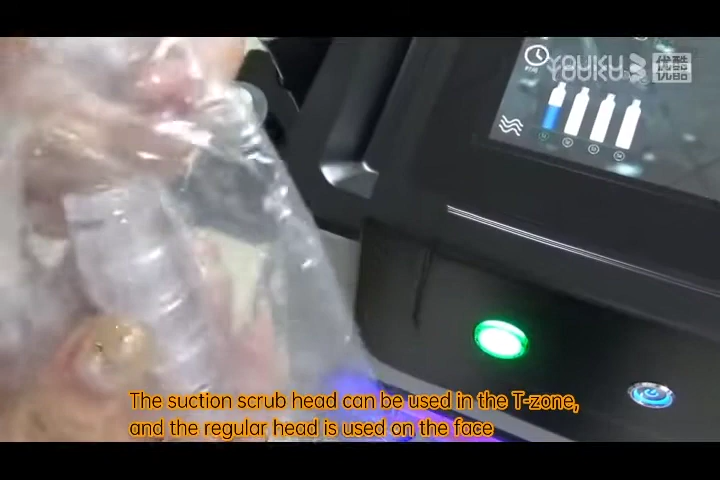 YOUKU
优酷
The suction scrub head can be used in the T-zone,
and the regular head is used on the face